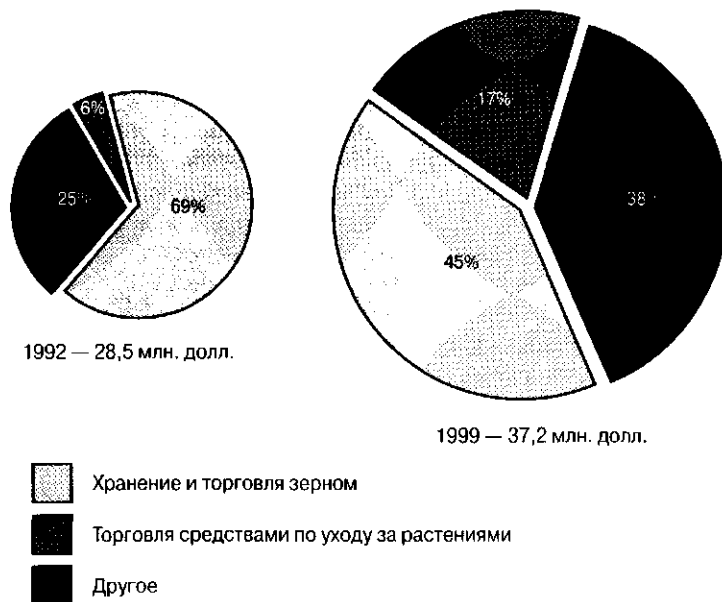 6%
17%
25%
69%
38
45%
1992 — 28,5 млн. долл.
1999 — 37,2 млн. долл.
Хранение и торговля зерном
Торговля средствами по уходу за растениями
Другое